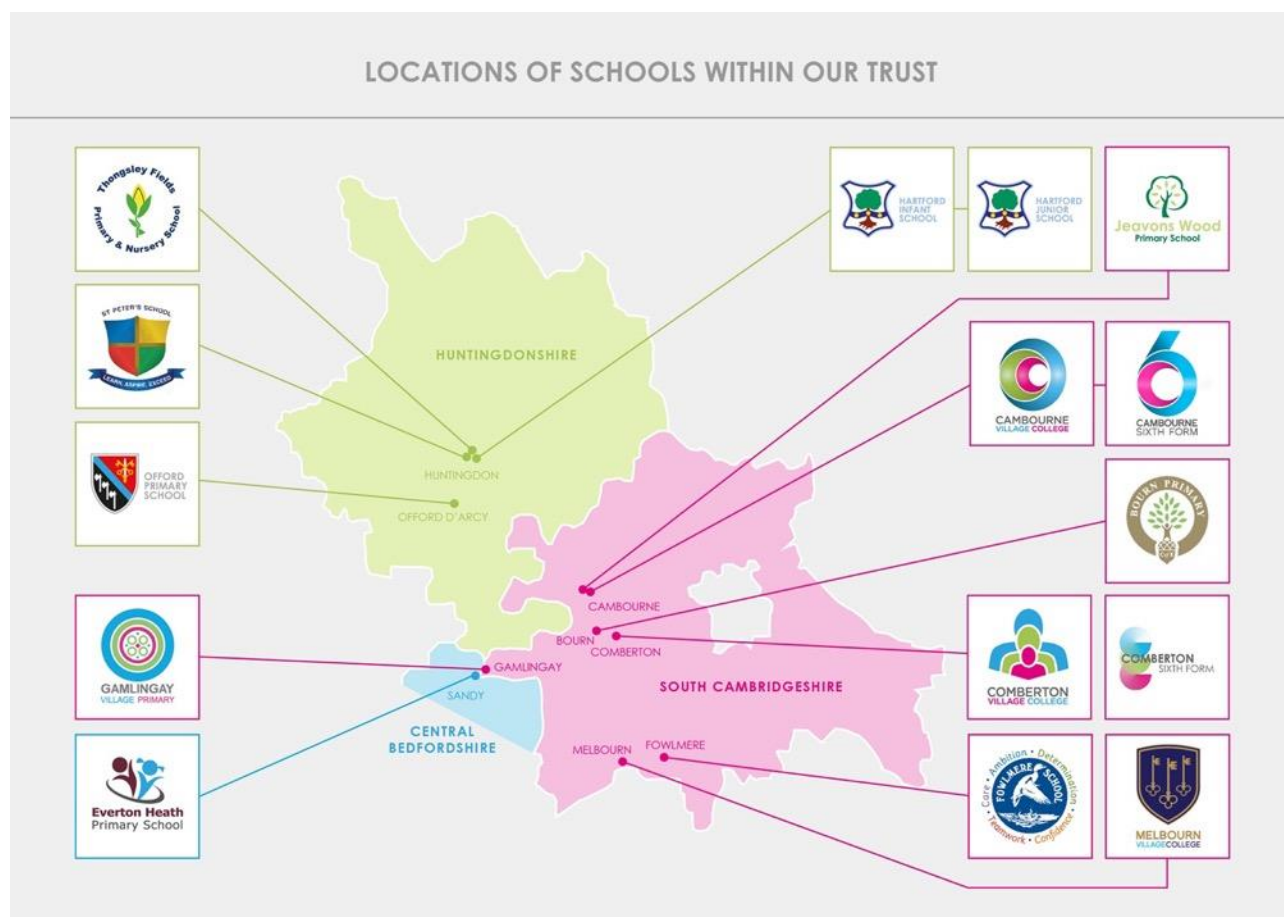 LOCATIONS OF SCHOOLS WITHIN OUR TRUST
Thongsley Fields
Primary & Nursery School
HARTFORD
INFANT
SCHOOL
HARTFORD
JUNIOR
SCHOOL
Jeavons Wood
Primary School
ST PETER'S SCHOOL
LEARN, ASPIRE, EXCEED
HUNTINGDONSHIRE
CAMBOURNE
VILLAGE COLLEGE
CAMBOURNE
SIXTH FORM
OFFORD
PRIMARY
SCHOOL
HUNTINGDON
OFFORD D'ARCY
BOURN PRIMARY
CAMBOURNE
BOURN
COMBERTON
GAMLINGAY
VILLAGE PRIMARY
GAMLINGAY
SANDY
SOUTH CAMBRIDGESHIRE
COMBERTON
VILLAGE COLLEGE
COMBERTON
SIXTH FORM
CENTRAL
BEDFORDSHIRE
MELBOURN
FOWLMERE
Everton Heath
Primary School
• Care • Ambition • Determination
• Teamwork • Confidence •
FOWLMERE SCHOOL
MELBOURN
VILLAGE COLLEGE